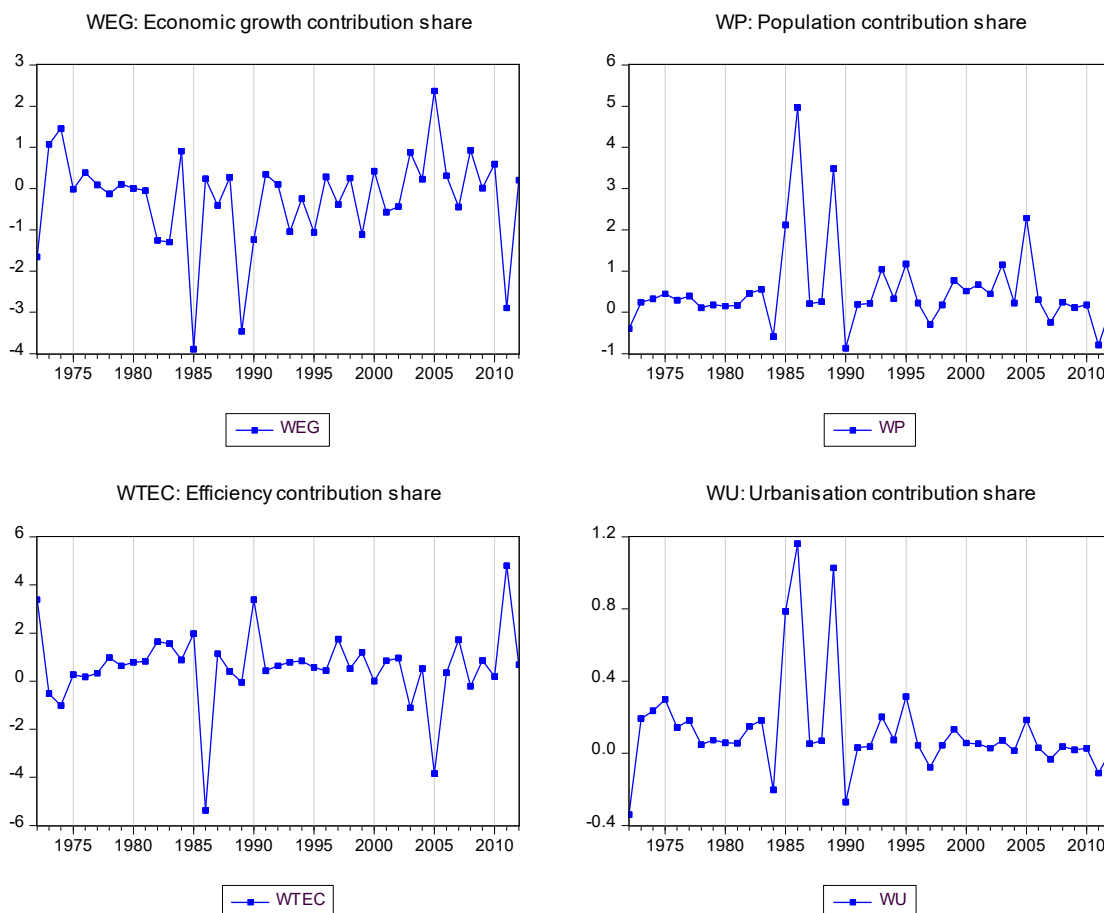 WEG: Economic growth contribution share
3
2
1
0
-1
-2
-3
-4
1975 1980 1985 1990 1995 2000 2005 2010
WEG
WP: Population contribution share
6
5
4
3
2
1
0
-1
1975 1980 1985 1990 1995 2000 2005 2010
WP
WTEC: Efficiency contribution share
6
4
2
0
-2
-4
-6
1975 1980 1985 1990 1995 2000 2005 2010
WTEC
WU: Urbanisation contribution share
1.2
0.8
0.4
0.0
-0.4
1975 1980 1985 1990 1995 2000 2005 2010
WU